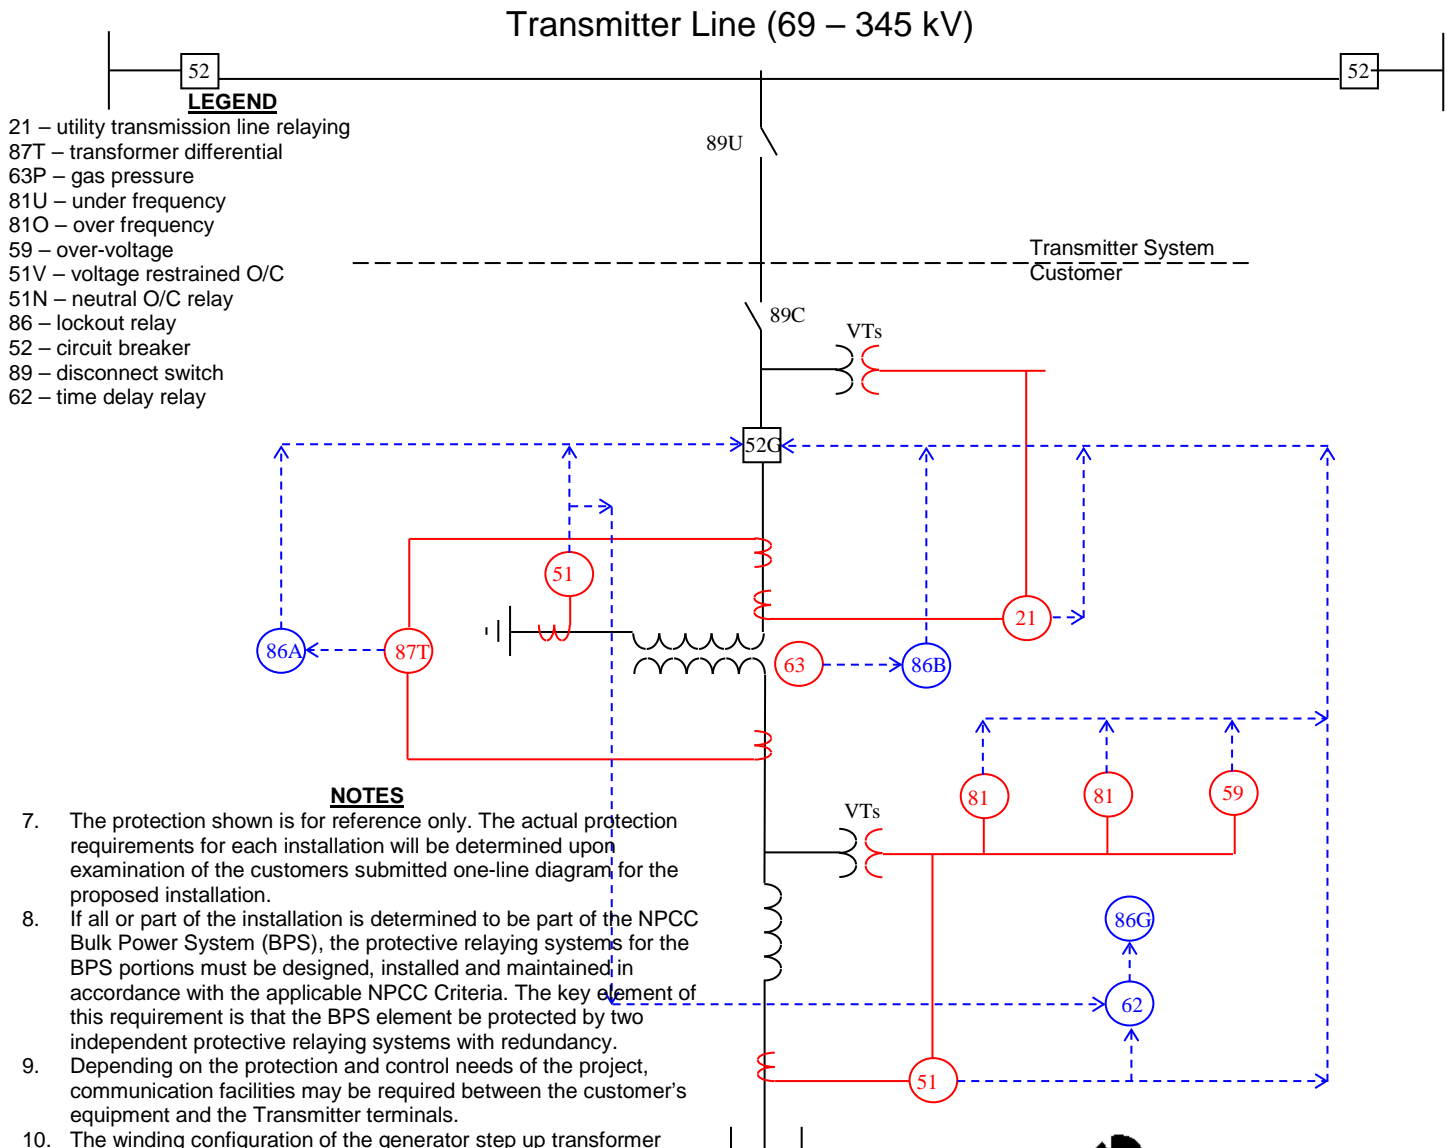 Transmitter Line (69 – 345 kV)
52
52
LEGEND
21 – utility transmission line relaying
87T – transformer differential
63P – gas pressure
81U – under frequency
81O – over frequency
59 – over-voltage
51V – voltage restrained O/C
51N – neutral O/C relay
86 – lockout relay
52 – circuit breaker
89 – disconnect switch
62 – time delay relay
89U
Transmitter System
Customer
89C
VTs
52G
51
21
86A
87T
63
86B
81
81
59
VTs
86G
62
51
NOTES
7. The protection shown is for reference only. The actual protection
requirements for each installation will be determined upon
examination of the customers submitted one-line diagram for the
proposed installation.
8. If all or part of the installation is determined to be part of the NPCC
Bulk Power System (BPS), the protective relaying systems for the
BPS portions must be designed, installed and maintained in
accordance with the applicable NPCC Criteria. The key element of
this requirement is that the BPS element be protected by two
independent protective relaying systems with redundancy.
9. Depending on the protection and control needs of the project,
communication facilities may be required between the customer's
equipment and the Transmitter terminals.
10. The winding configuration of the generator step up transformer